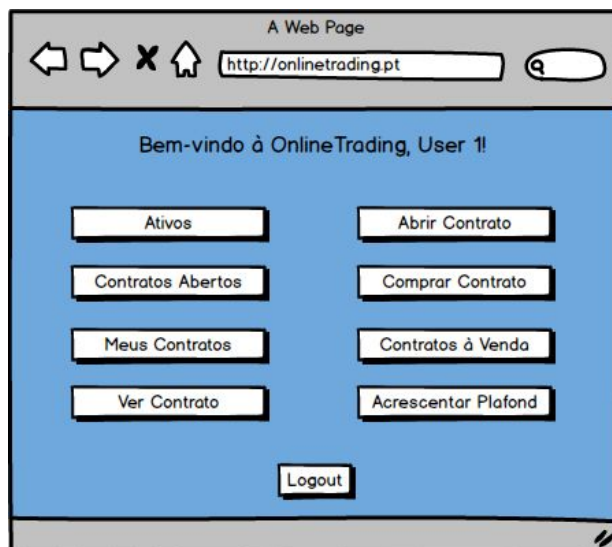 A Web Page
http://onlinetrading.pt
Bem-vindo à OnlineTrading, User 1!
Ativos
Abrir Contrato
Contratos Abertos
Comprar Contrato
Meus Contratos
Contratos à Venda
Ver Contrato
Acrescentar Plafond
Logout